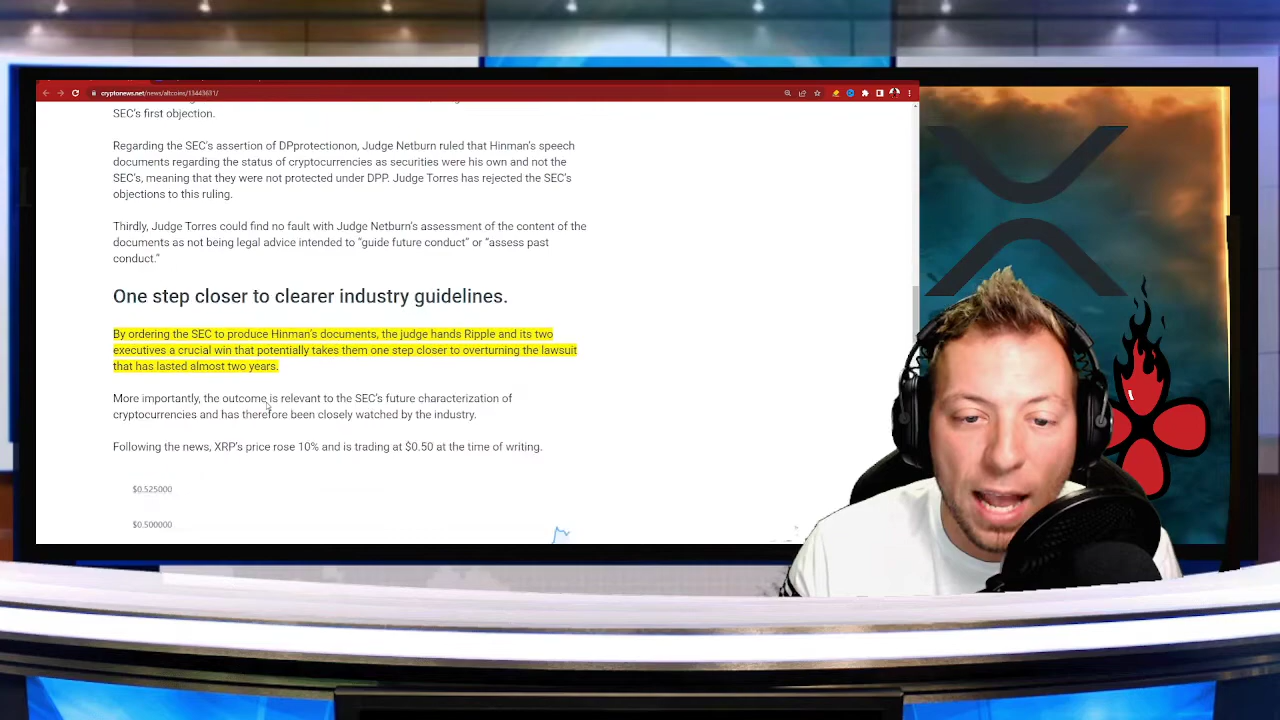 cryptonews.net/news/altcoins/13443631/
SEC's first objection.
Regarding the SEC's assertion of DPprotectionon, Judge Netburn ruled that Hinman's speech
documents regarding the status of cryptocurrencies as securities were his own and not the
SEC's, meaning that they were not protected under DPP. Judge Torres has rejected the SEC's
objections to this ruling.
Thirdly, Judge Torres could find no fault with Judge Netburn's assessment of the content of the
documents as not being legal advice intended to “guide future conduct” or “assess past
conduct.”
One step closer to clearer industry guidelines.
By ordering the SEC to produce Hinman's documents, the judge hands Ripple and its two
executives a crucial win that potentially takes them one step closer to overturning the lawsuit
that has lasted almost two years.
More importantly, the outcome is relevant to the SEC's future characterization of
cryptocurrencies and has therefore been closely watched by the industry.
Following the news, XRP's price rose 10% and is trading at $0.50 at the time of writing.
$0.525000
$0.500000